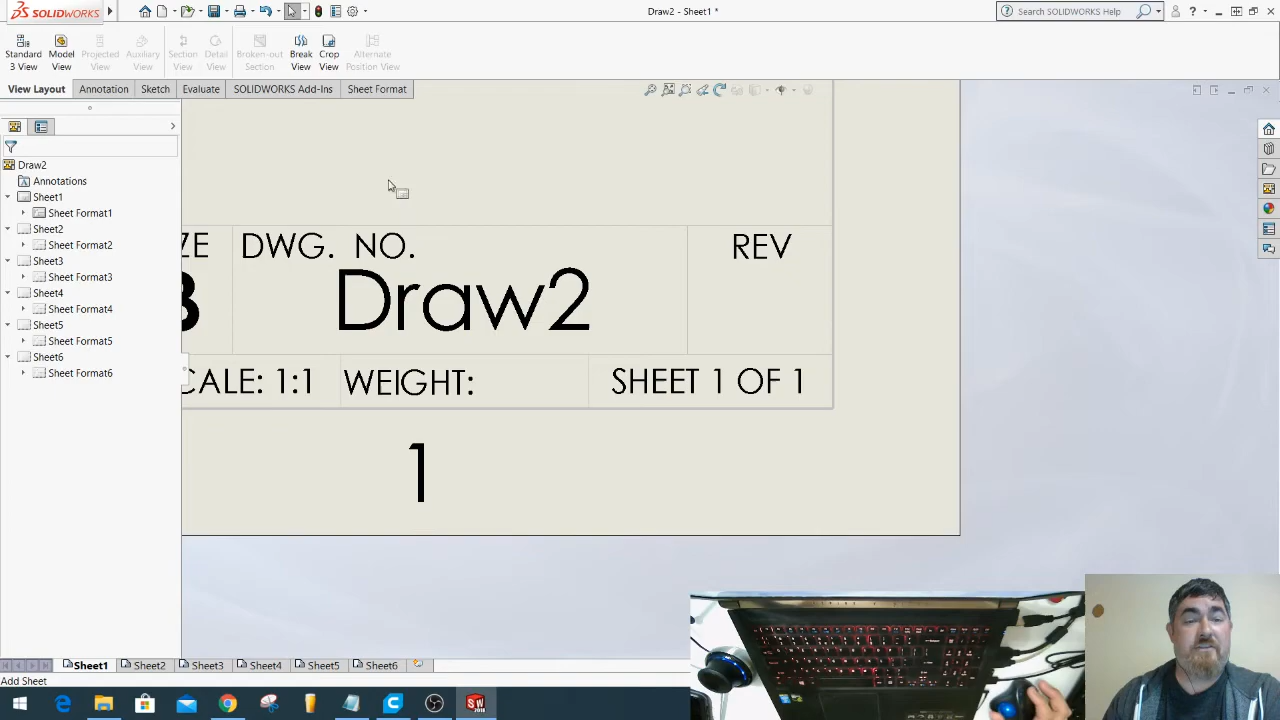 SOLIDWORKS
Draw2 - Sheet1 *
Search SOLIDWORKS Help
Standard 3 View
Model View
Projected View
Auxiliary View
Section View
Detail View
Broken-out Section
Break View
Crop View
Alternate Position View
View Layout
Annotation
Sketch
Evaluate
SOLIDWORKS Add-Ins
Sheet Format
Draw2
Annotations
Sheet1
Sheet Format1
Sheet2
Sheet Format2
Sheet3
Sheet Format3
Sheet4
Sheet Format4
Sheet5
Sheet Format5
Sheet6
Sheet Format6
ZE
DWG. NO.
REV
Draw2
CALE: 1:1
WEIGHT:
SHEET 1 OF 1
1
Sheet1
Sheet2
Sheet3
Sheet4
Sheet5
Sheet6
Add Sheet